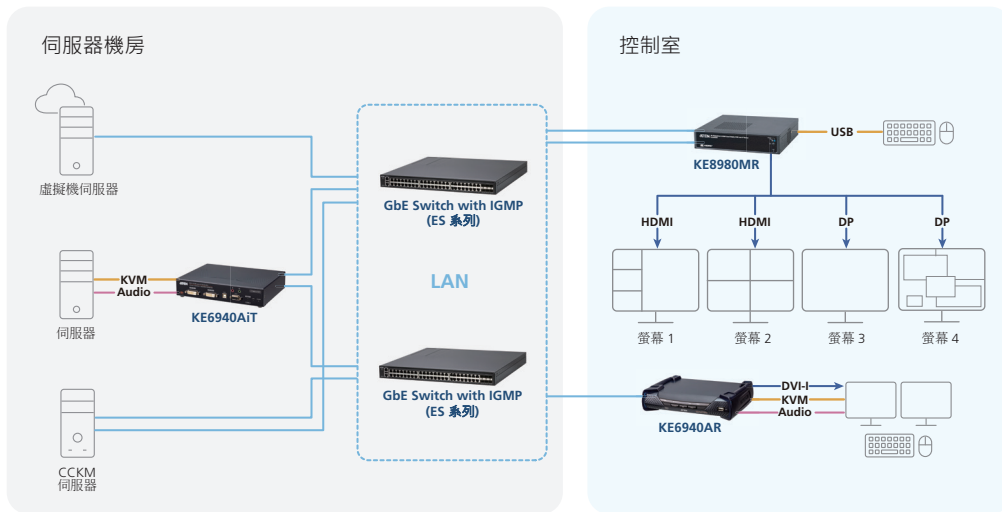 伺服器機房
控制室
虛擬機伺服器
KVM
Audio
伺服器
KE6940AiT
CCKM
伺服器
GbE Switch with IGMP
(ES 系列)
LAN
GbE Switch with IGMP
(ES 系列)
KE8980MR
USB
HDMI
HDMI
DP
DP
螢幕 1
螢幕 2
螢幕 3
螢幕 4
KE6940AR
DVI-I
KVM
Audio